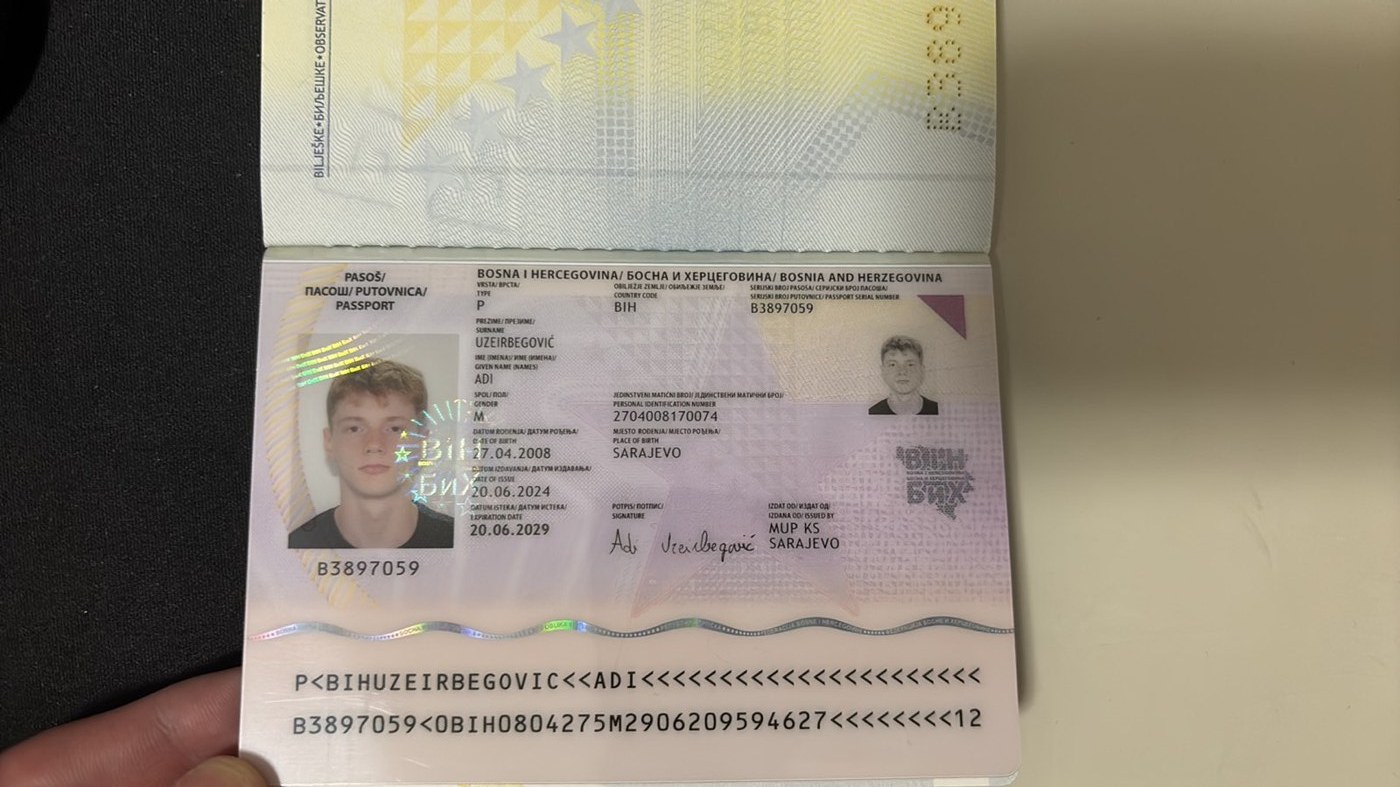 BILJEŠKE★БИЉЕШКЕ★OBSERVAT
B389
PASOŠ/
ПАСОШ/ PUTOVNICA/
PASSPORT
BOSNA I HERCEGOVINA/ БОСНА И ХЕРЦЕГОВИНА/ BOSNIA AND HERZEGOVINA
VRSTA/ ВРСТА/
TYPE
P
OBILJEŽJE ZEMLJE/ ОБИЉЕЖЈЕ ЗЕМЉЕ/
COUNTRY CODE
BIH
SERIJSKI BROJ PASOŠA/ СЕРИЈСКИ БРОЈ ПАСОША/
SERIJSKI BROJ PUTOVNICE/ PASSPORT SERIAL NUMBER
B3897059
PREZIME/ ПРЕЗИМЕ/
SURNAME
UZEIRBEGOVIĆ
IME (IMENA)/ ИМЕ (ИМЕНА)/
GIVEN NAME (NAMES)
ADI
SPOL/ ПОЛ/
GENDER
M
JEDINSTVENI MATIČNI BROJ/ ЈЕДИНСТВЕНИ МАТИЧНИ БРОЈ/
PERSONAL IDENTIFICATION NUMBER
2704008170074
DATUM ROĐENJA/ ДАТУМ РОЂЕЊА/
DATE OF BIRTH
27.04.2008
MJESTO ROĐENJA/ МЈЕСТО РОЂЕЊА/
PLACE OF BIRTH
SARAJEVO
DATUM IZDAVANJA/ ДАТУМ ИЗДАВАЊА/
DATE OF ISSUE
20.06.2024
DATUM ISTEKA/ ДАТУМ ИСТЕКА/
EXPIRATION DATE
20.06.2029
POTPIS/ ПОТПИС/
SIGNATURE
Adi Uzeirbegović
IZDAT OD/ ИЗДАТ ОД/
IZDANA OD/ ISSUED BY
MUP KS
SARAJEVO
BIH
БиХ
B3897059
P<BIHUZEIRBEGOVIC<<ADI<<<<<<<<<<<<<<<<<<<<<<
B3897059<0BIH0804275M2906209594627<<<<<<<<12